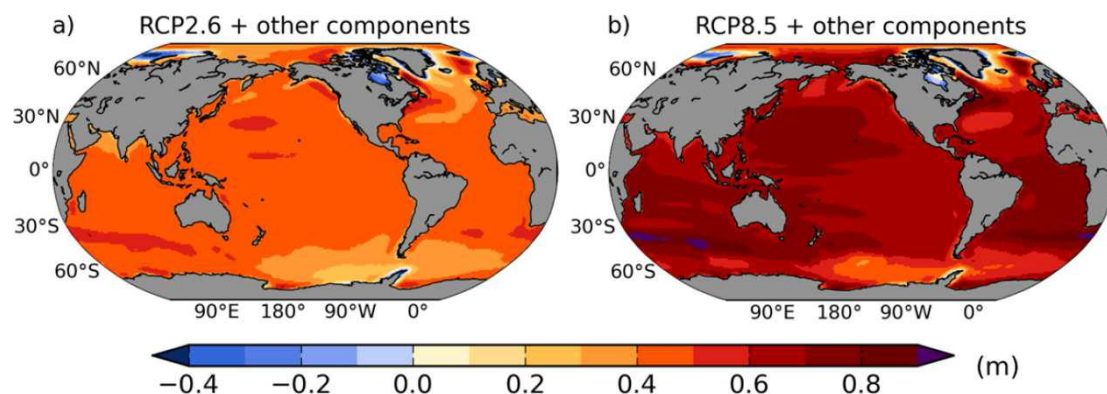 a) RCP2.6 + other components
b) RCP8.5 + other components
60°N
60°N
30°N
30°N
0°
0°
30°S
30°S
60°S
60°S
90°E 180° 90°W 0°
90°E 180° 90°W 0°
−0.4 −0.2 0.0 0.2 0.4 0.6 0.8 (m)